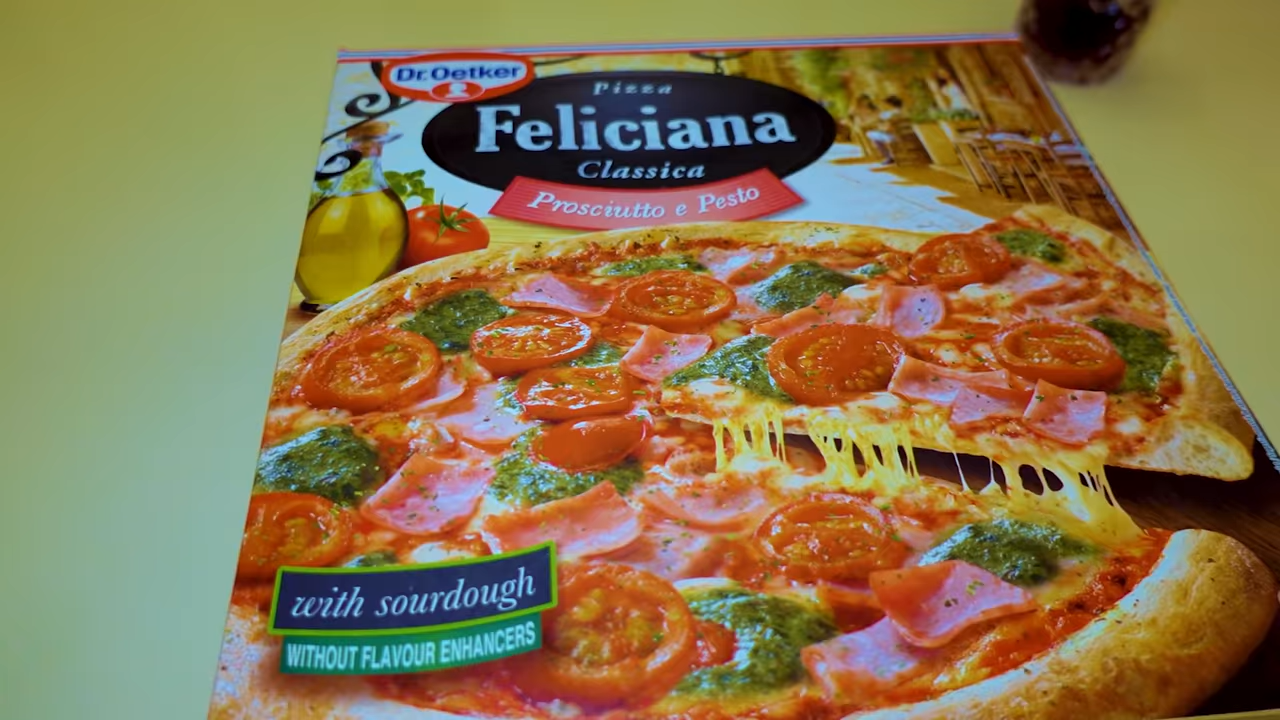 Dr. Oetker
Pizza
Feliciana
Classica
Prosciutto e Pesto
with sourdough
WITHOUT FLAVOUR ENHANCERS